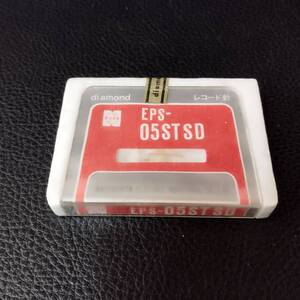 diamond レコード針
N
EPS-
05STSD
EPS-05STSD